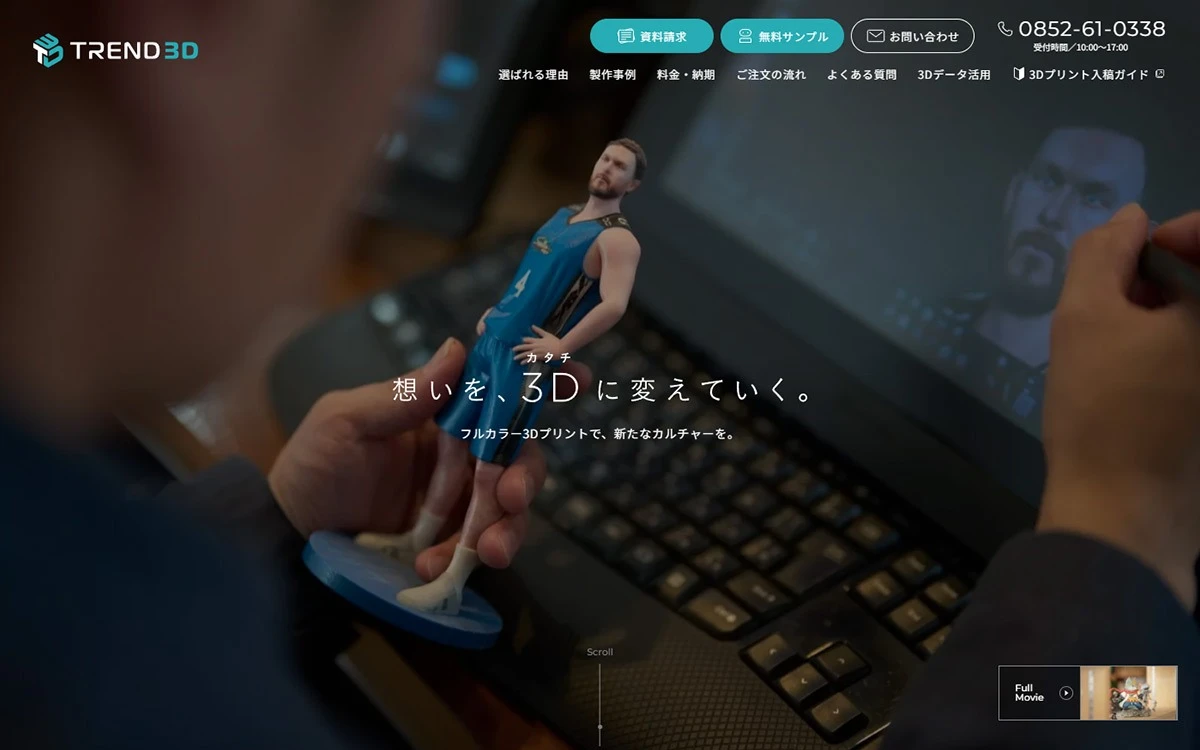 TREND3D
資料請求
無料サンプル
お問い合わせ
0852-61-0338
受付時間／10:00〜17:00
選ばれる理由
製作事例
料金・納期
ご注文の流れ
よくある質問
3Dデータ活用
3Dプリント入稿ガイド
4
カタチ
想いを、3Dに変えていく。
フルカラー3Dプリントで、新たなカルチャーを。
Scroll
Full
Movie